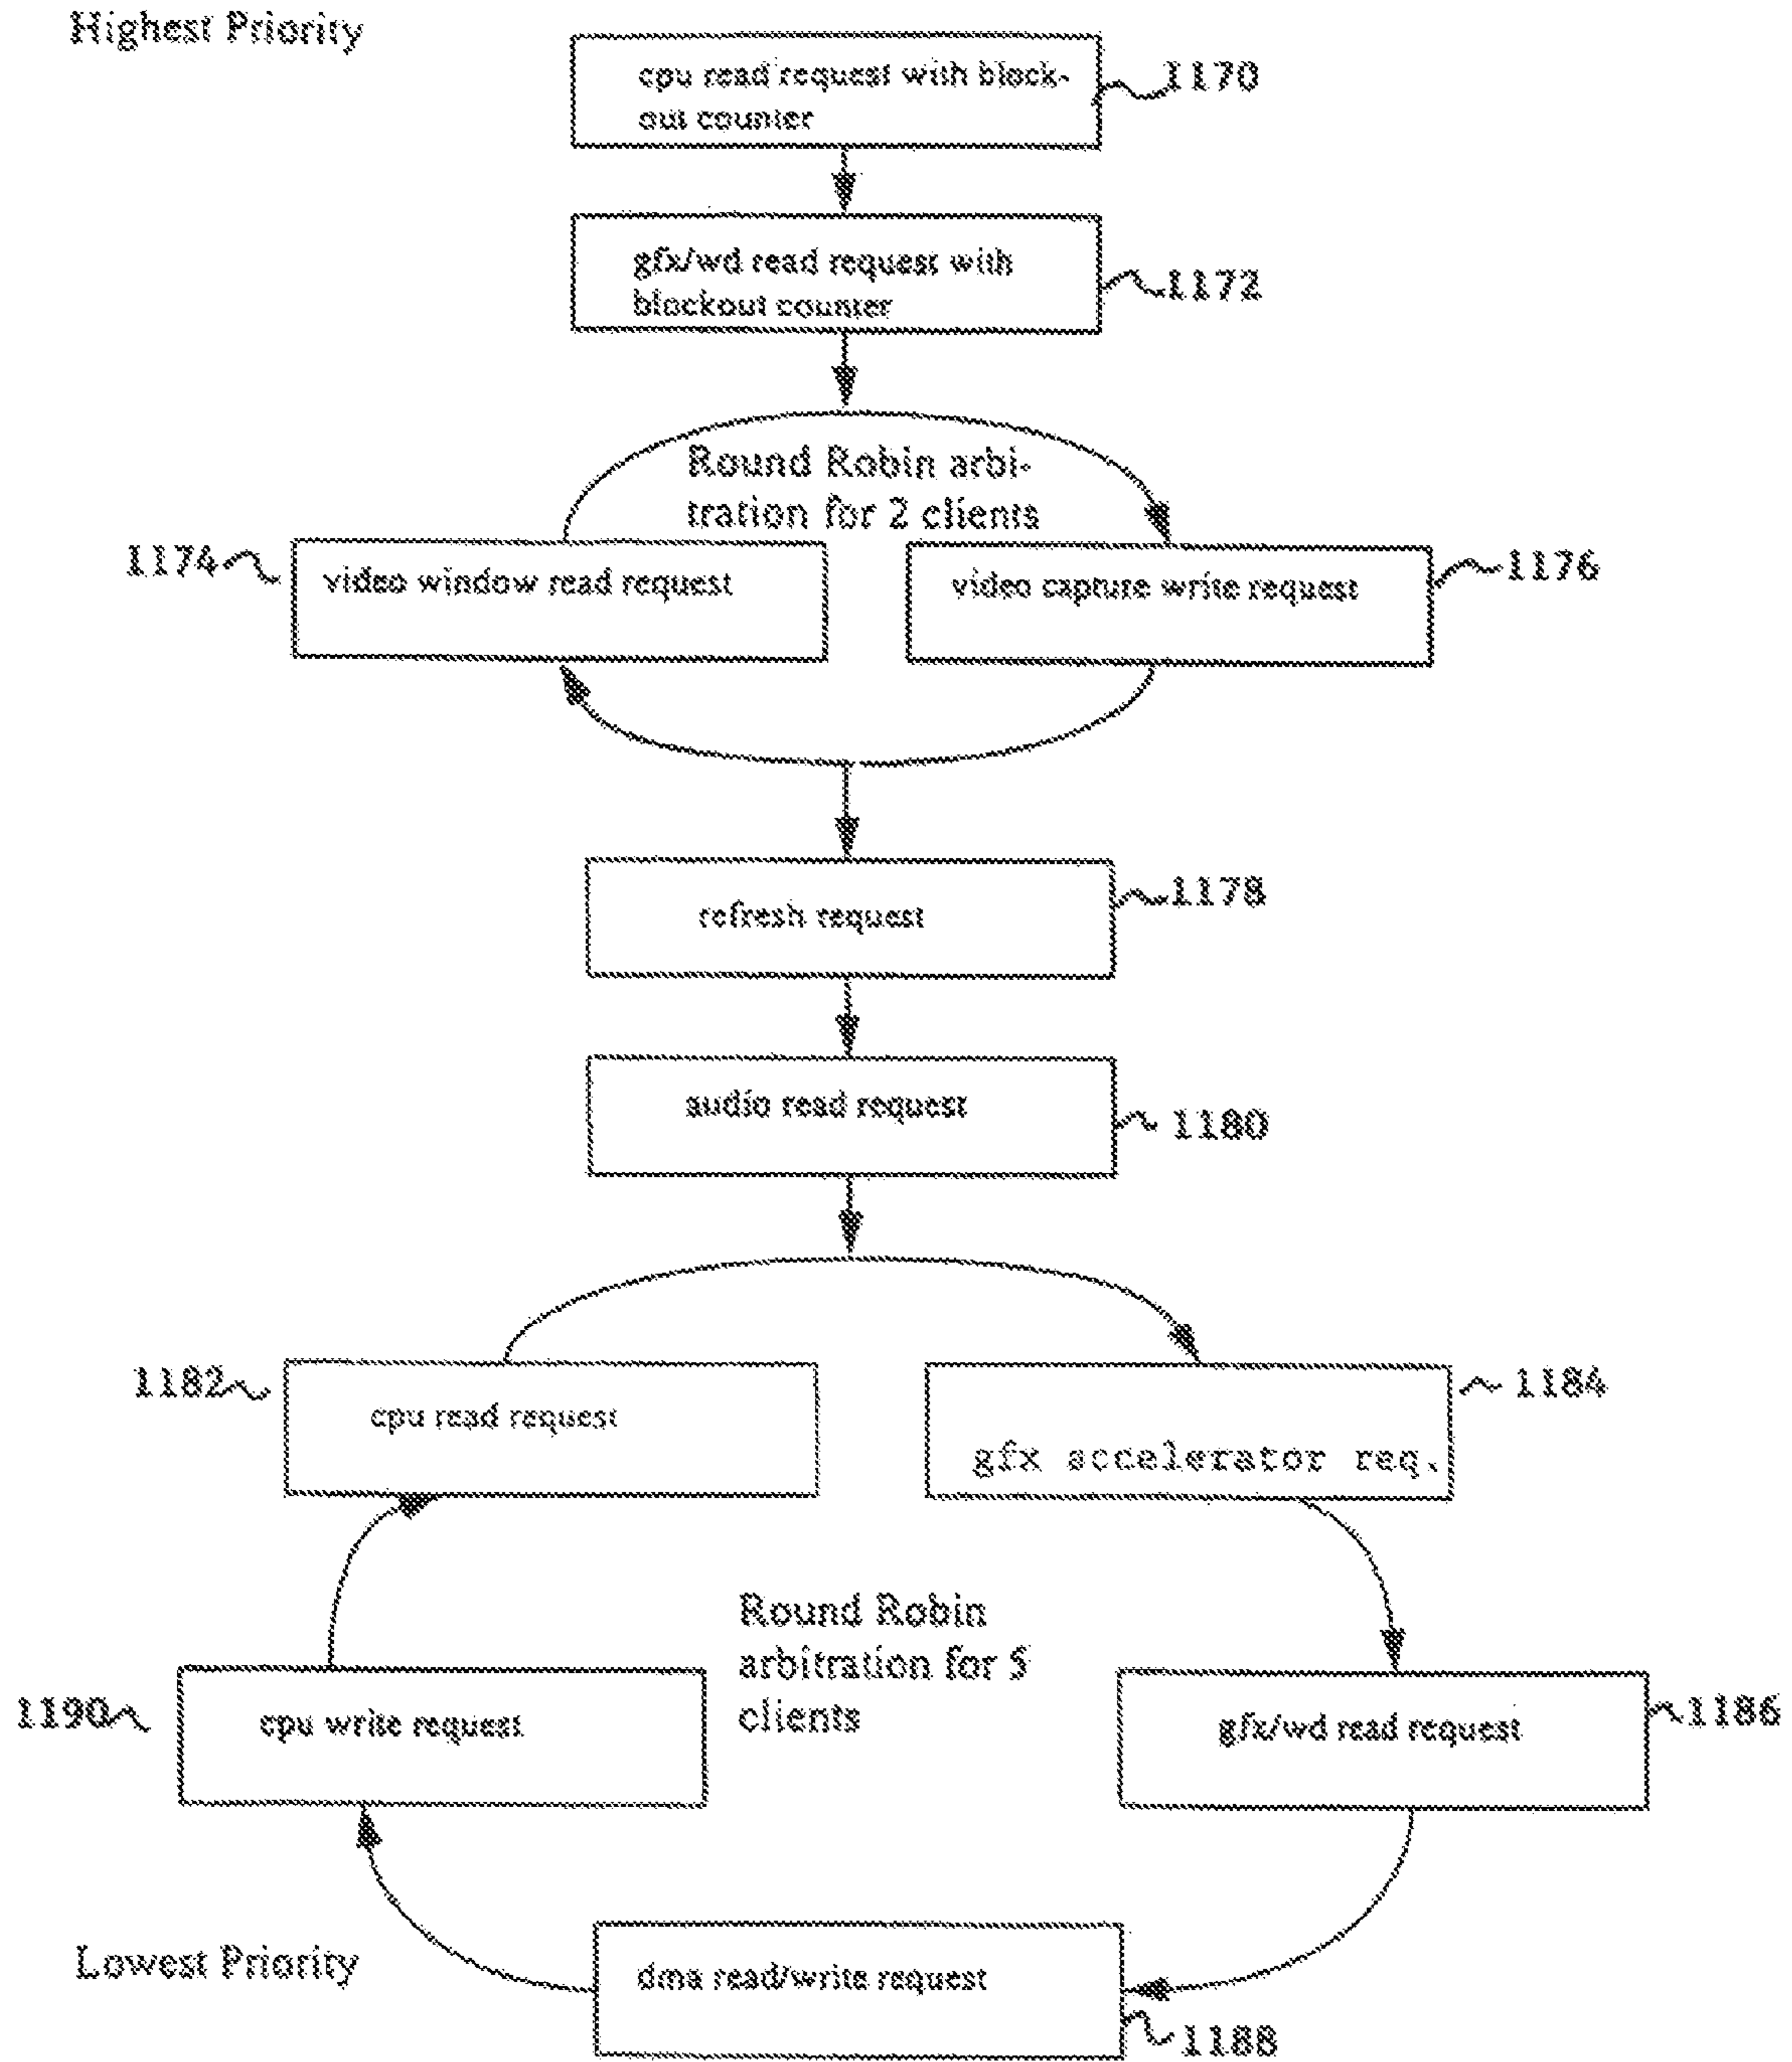 Highest Priority
cpu read request with block-
out counter
1170
gfx/wd read request with
blockout counter
1172
Round Robin arbi-
tration for 2 clients
1174
video window read request
video capture write request
1176
refresh request
1178
audio read request
1180
1182
cpu read request
gfx accelerator req.
1184
Round Robin
arbitration for 5
clients
1190
cpu write request
gfx/wd read request
1186
Lowest Priority
dma read/write request
1188